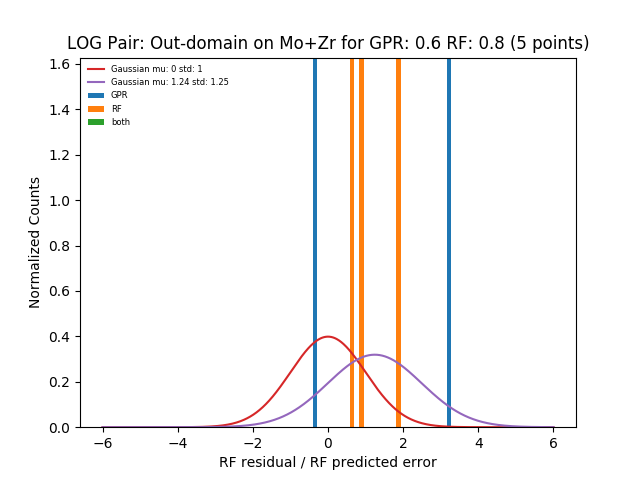 LOG Pair: Out-domain on Mo+Zr for GPR: 0.6 RF: 0.8 (5 points)
Gaussian mu: 0 std: 1
Gaussian mu: 1.24 std: 1.25
GPR
RF
both
Normalized Counts
1.6
1.4
1.2
1.0
0.8
0.6
0.4
0.2
0.0
−6
−4
−2
0
2
4
6
RF residual / RF predicted error